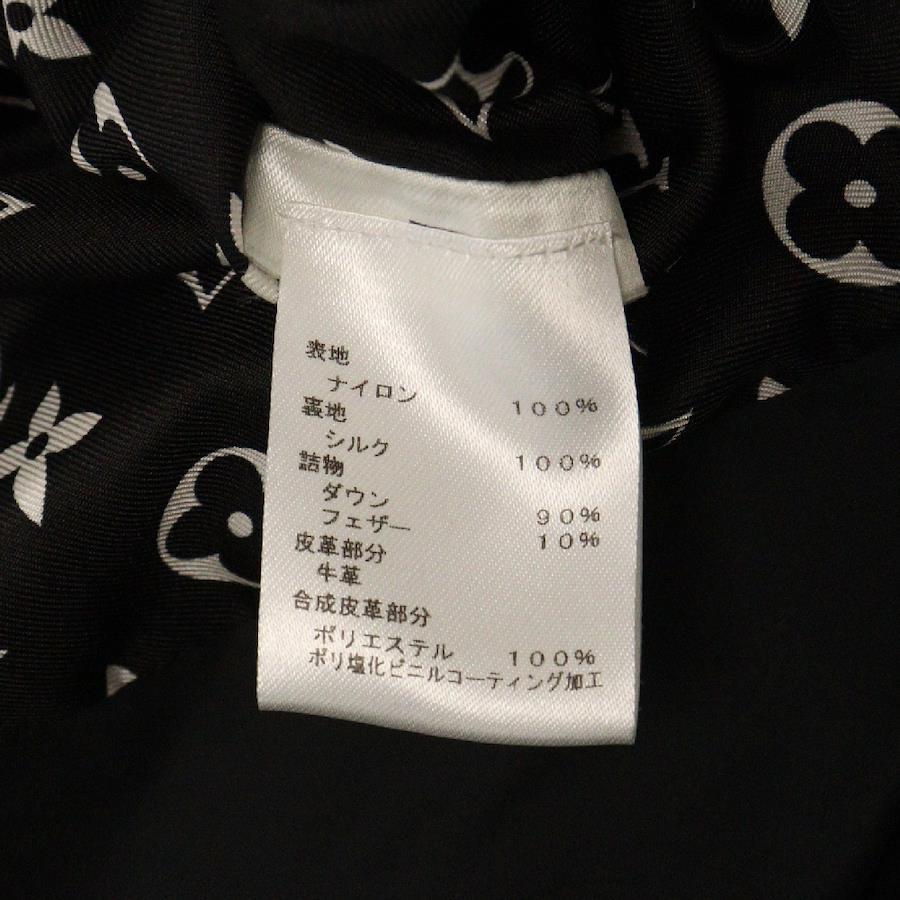 表地
ナイロン 100%
裏地
シルク 100%
詰物
ダウン 90%
フェザー 10%
皮革部分
牛革
合成皮革部分
ポリエステル 100%
ポリ塩化ビニルコーティング加工